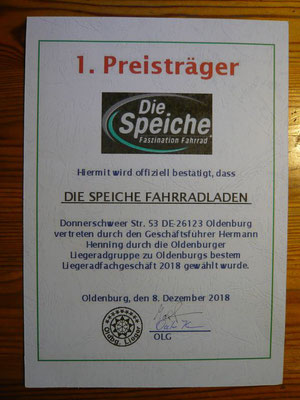 1. Preisträger
Die
Speiche
Faszination Fahrrad
Hiermit wird offiziell bestätigt, dass
DIE SPEICHE FAHRRADLADEN
Donnerschweer Str. 53 DE-26123 Oldenburg
vertreten durch den Geschäftsführer Hermann
Henning durch die Oldenburger
Liegeradgruppe zu Oldenburgs bestem
Liegeradfachgeschäft 2018 gewählt wurde.
Oldenburg, den 8. Dezember 2018
Oldbg. Lieger
OLG